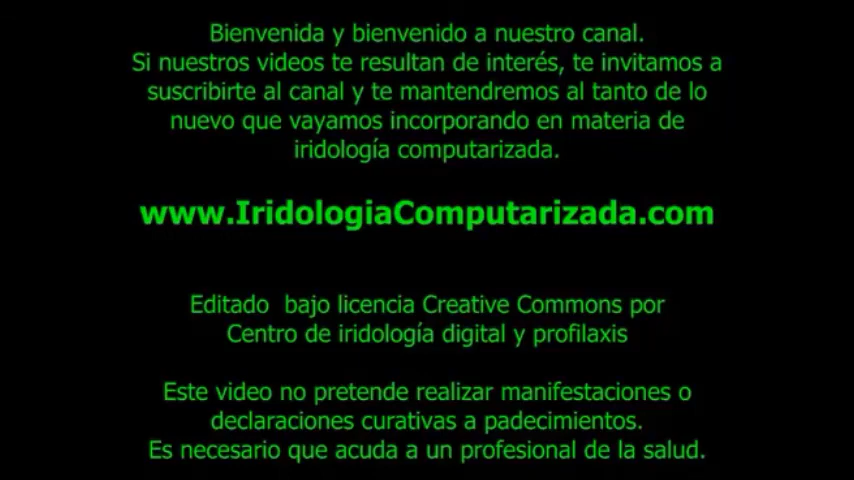 Bienvenida y bienvenido a nuestro canal.
Si nuestros videos te resultan de interés, te invitamos a
suscribirte al canal y te mantendremos al tanto de lo
nuevo que vayamos incorporando en materia de
iridología computarizada.
www.IridologiaComputarizada.com
Editado  bajo licencia Creative Commons por
Centro de iridología digital y profilaxis
Este video no pretende realizar manifestaciones o
declaraciones curativas a padecimientos.
Es necesario que acuda a un profesional de la salud.